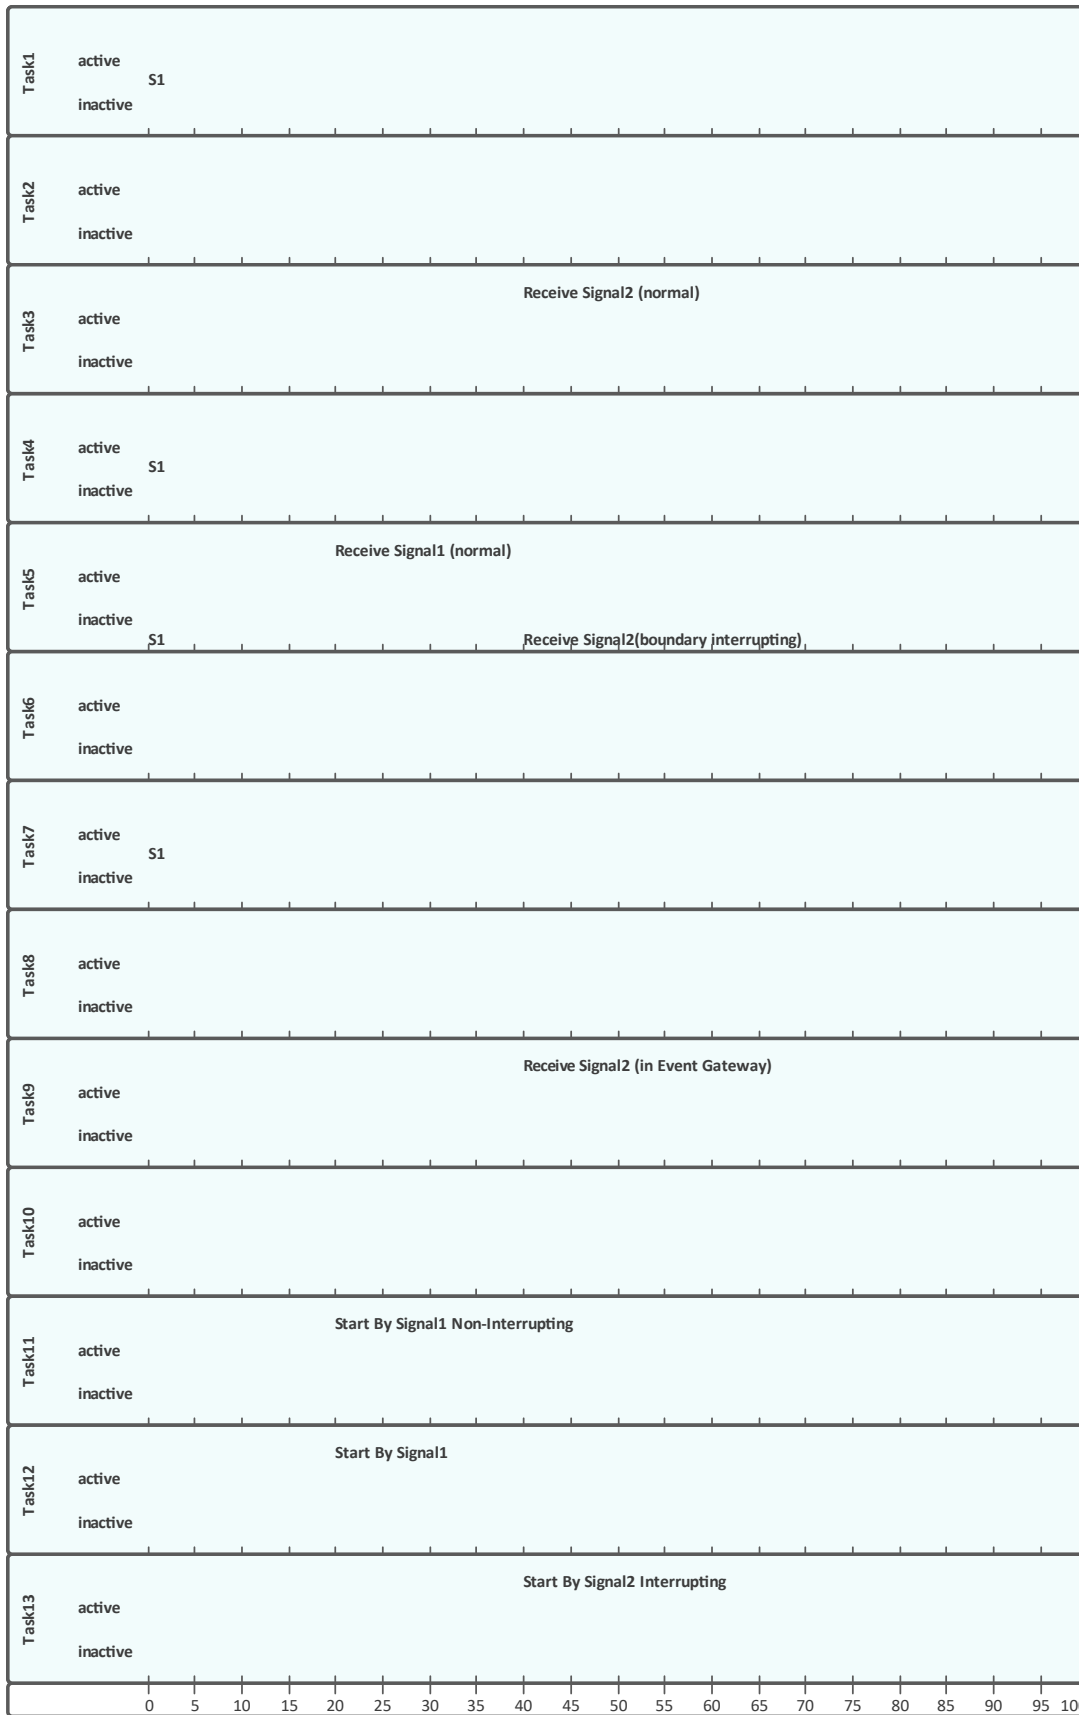 Task1
active
S1
inactive
Task2
active
inactive
Task3
Receive Signal2 (normal)
active
inactive
Task4
active
S1
inactive
Task5
Receive Signal1 (normal)
active
inactive
S1 Receive Signal2(boundary interrupting)
Task6
active
inactive
Task7
active
S1
inactive
Task8
active
inactive
Task9
Receive Signal2 (in Event Gateway)
active
inactive
Task10
active
inactive
Task11
Start By Signal1 Non-Interrupting
active
inactive
Task12
Start By Signal1
active
inactive
Task13
Start By Signal2 Interrupting
active
inactive
0 5 10 15 20 25 30 35 40 45 50 55 60 65 70 75 80 85 90 95